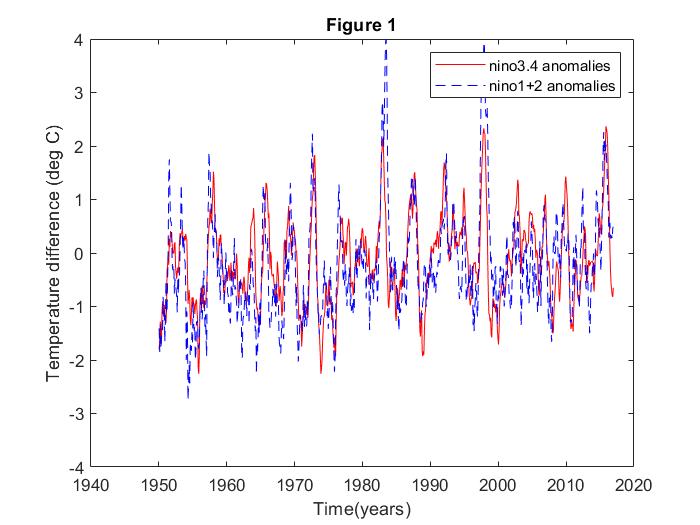 Figure 1
nino3.4 anomalies
nino1+2 anomalies
Temperature difference (deg C)
4
3
2
1
0
-1
-2
-3
-4
1940 1950 1960 1970 1980 1990 2000 2010 2020
Time(years)